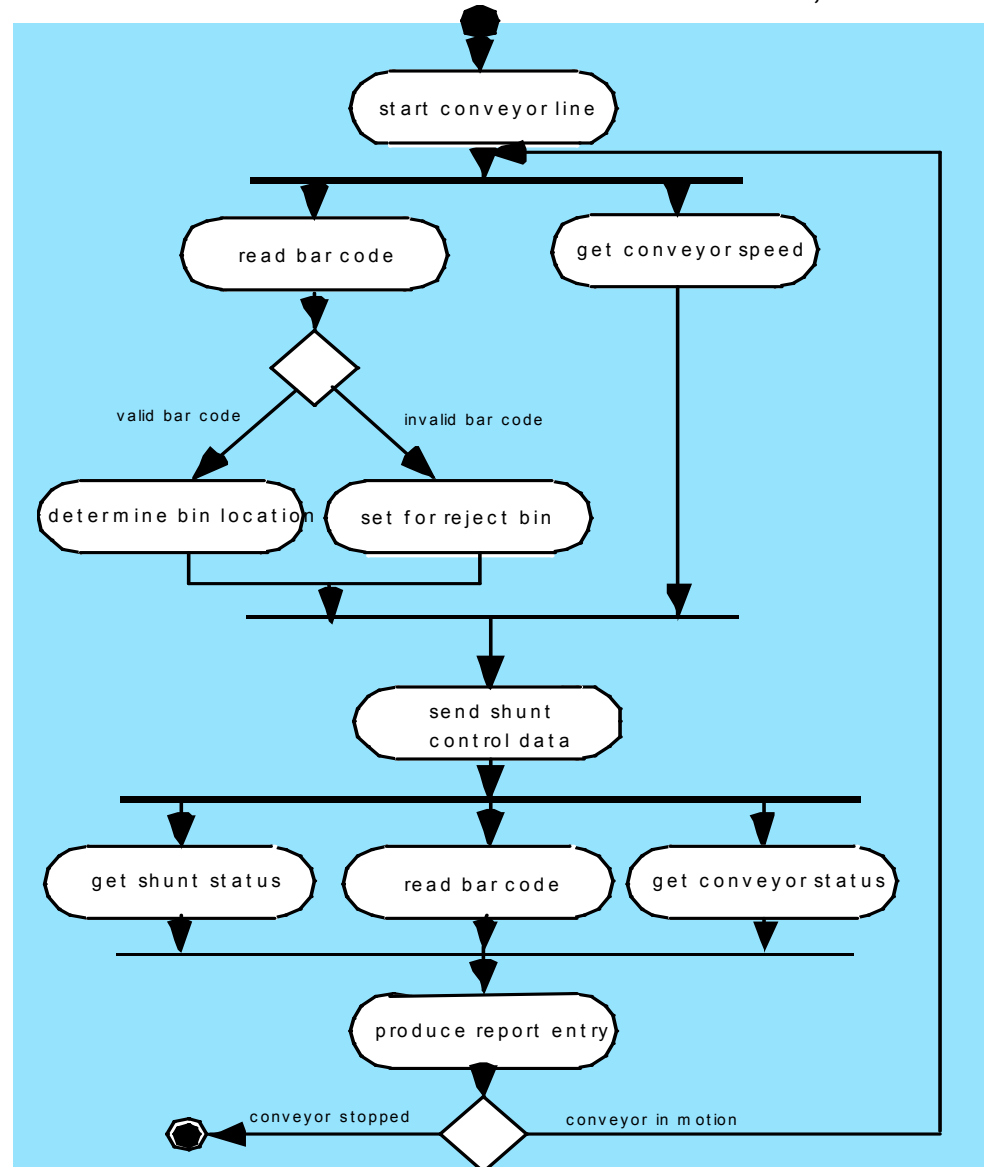 start conveyor line
read bar code
get conveyor speed
valid bar code
invalid bar code
determine bin location
set for reject bin
send shunt
control data
get shunt status
read bar code
get conveyor status
produce report entry
conveyor stopped
conveyor in motion